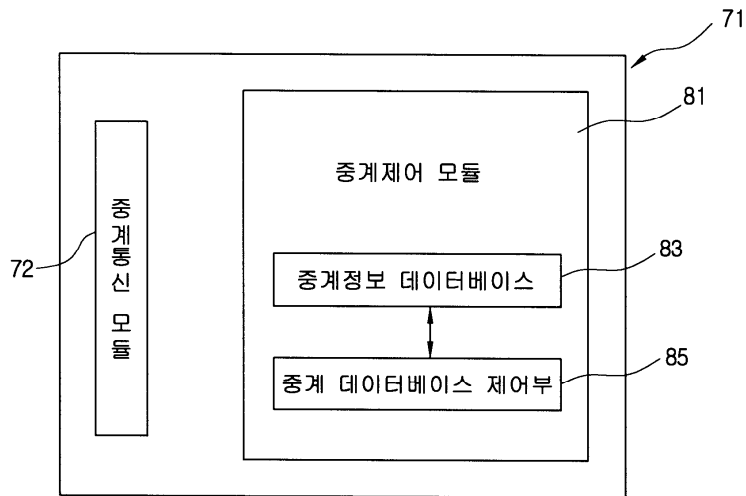 71
81
중계제어 모듈
중계통신 모듈
72
중계정보 데이터베이스
83
중계 데이터베이스 제어부
85